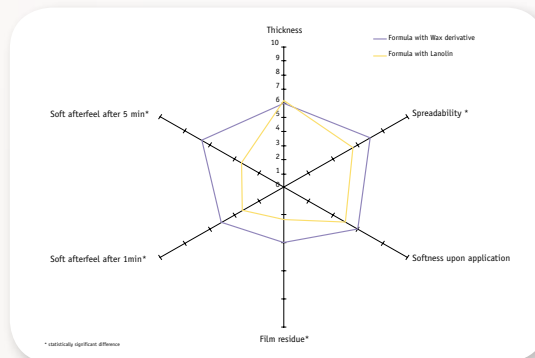 Thickness
Formula with Wax derivative
Formula with Lanolin
10
9
8
7
6
5
4
3
2
1
0
Soft afterfeel after 5 min*
Spreadability *
Soft afterfeel after 1min*
Softness upon application
Film residue*
* statistically significant difference